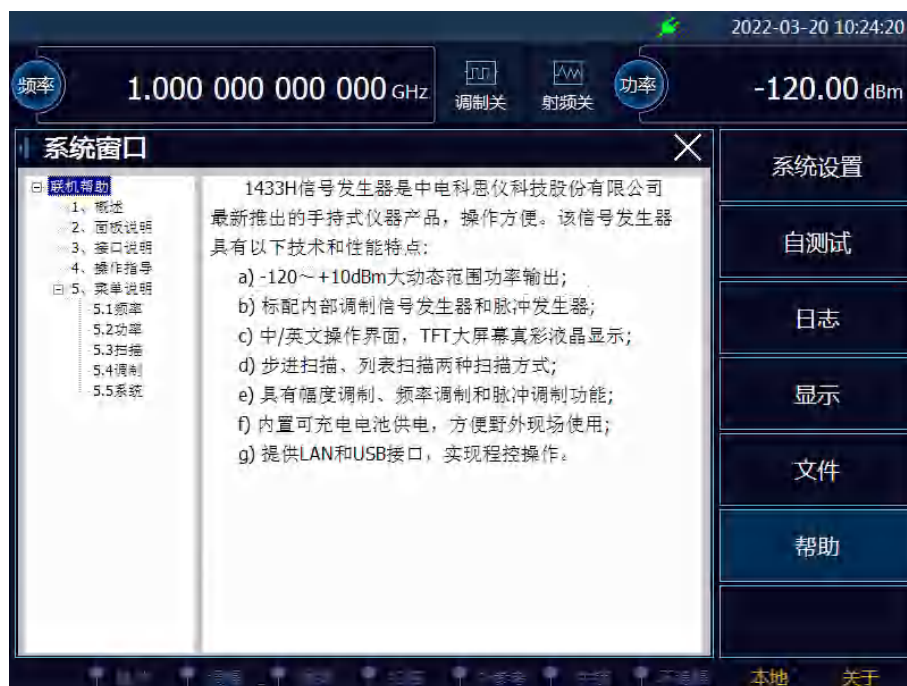 2022-03-20 10:24:20
频率
1.000 000 000 000 GHz
调制关
射频关
功率
-120.00 dBm
系统窗口
联机帮助
1、概述
2、面板说明
3、接口说明
4、操作指导
5、菜单说明
5.1频率
5.2功率
5.3扫描
5.4调制
5.5系统
1433H信号发生器是中电科思仪科技股份有限公司
最新推出的手持式仪器产品，操作方便。该信号发生器
具有以下技术和性能特点:
a) -120～+10dBm大动态范围功率输出;
b) 标配内部调制信号发生器和脉冲发生器;
c) 中/英文操作界面，TFT大屏幕真彩液晶显示;
d) 步进扫描、列表扫描两种扫描方式;
e) 具有幅度调制、频率调制和脉冲调制功能;
f) 内置可充电电池供电，方便野外现场使用;
g) 提供LAN和USB接口，实现程控操作。
系统设置
自测试
日志
显示
文件
帮助
本地
关于